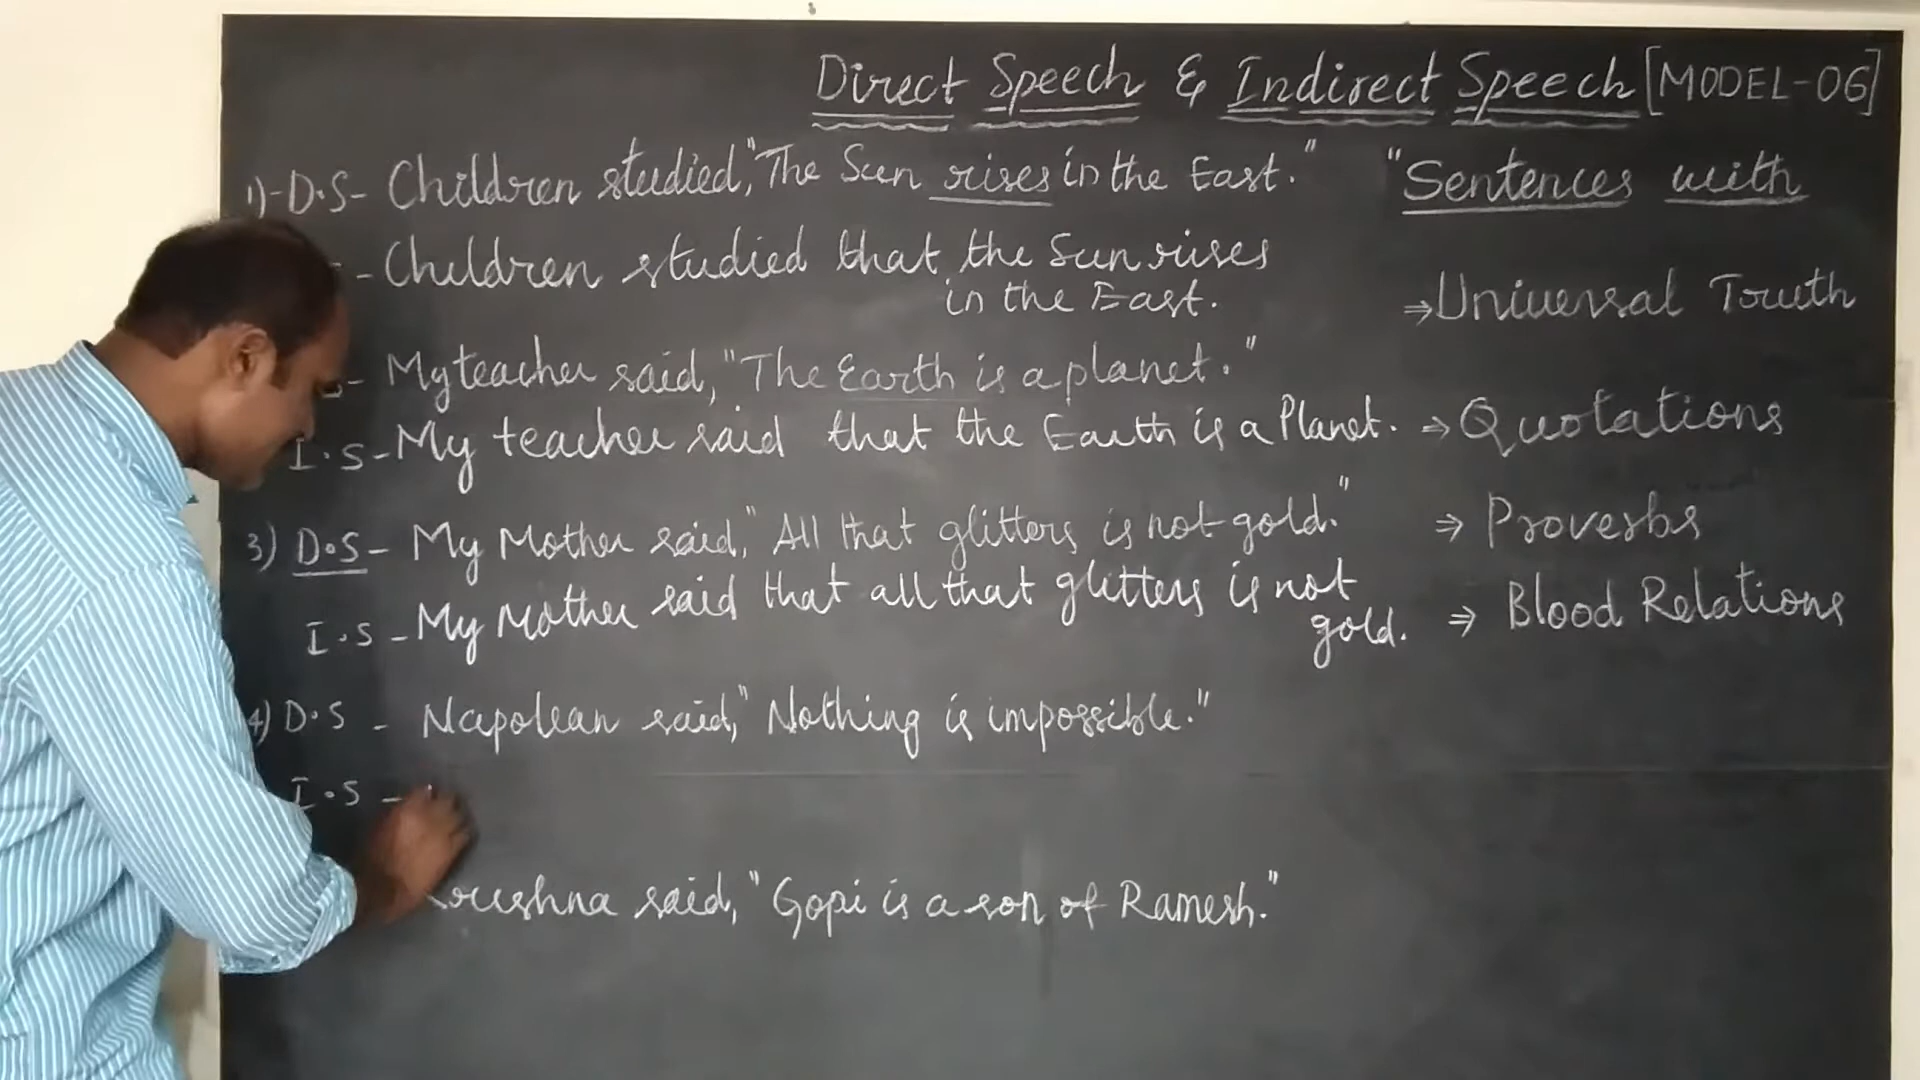 Direct Speech & Indirect Speech [MODEL-06]
1)-D.S- Children studied, "The Sun rises in the East." "Sentences with
- Children studied that the Sun rises
in the East.
⇒ Universal Truth
- My teacher said, "The Earth is a planet."
I.S- My teacher said that the Earth is a Planet. ⇒ Quotations
3) D.S- My Mother said, "All that glitters is not gold." ⇒ Proverbs
I.S - My Mother said that all that glitters is not
gold. ⇒ Blood Relations
4) D.S - Napolean said, "Nothing is impossible."
I.S -
said, "Gopi is a son of Ramesh."